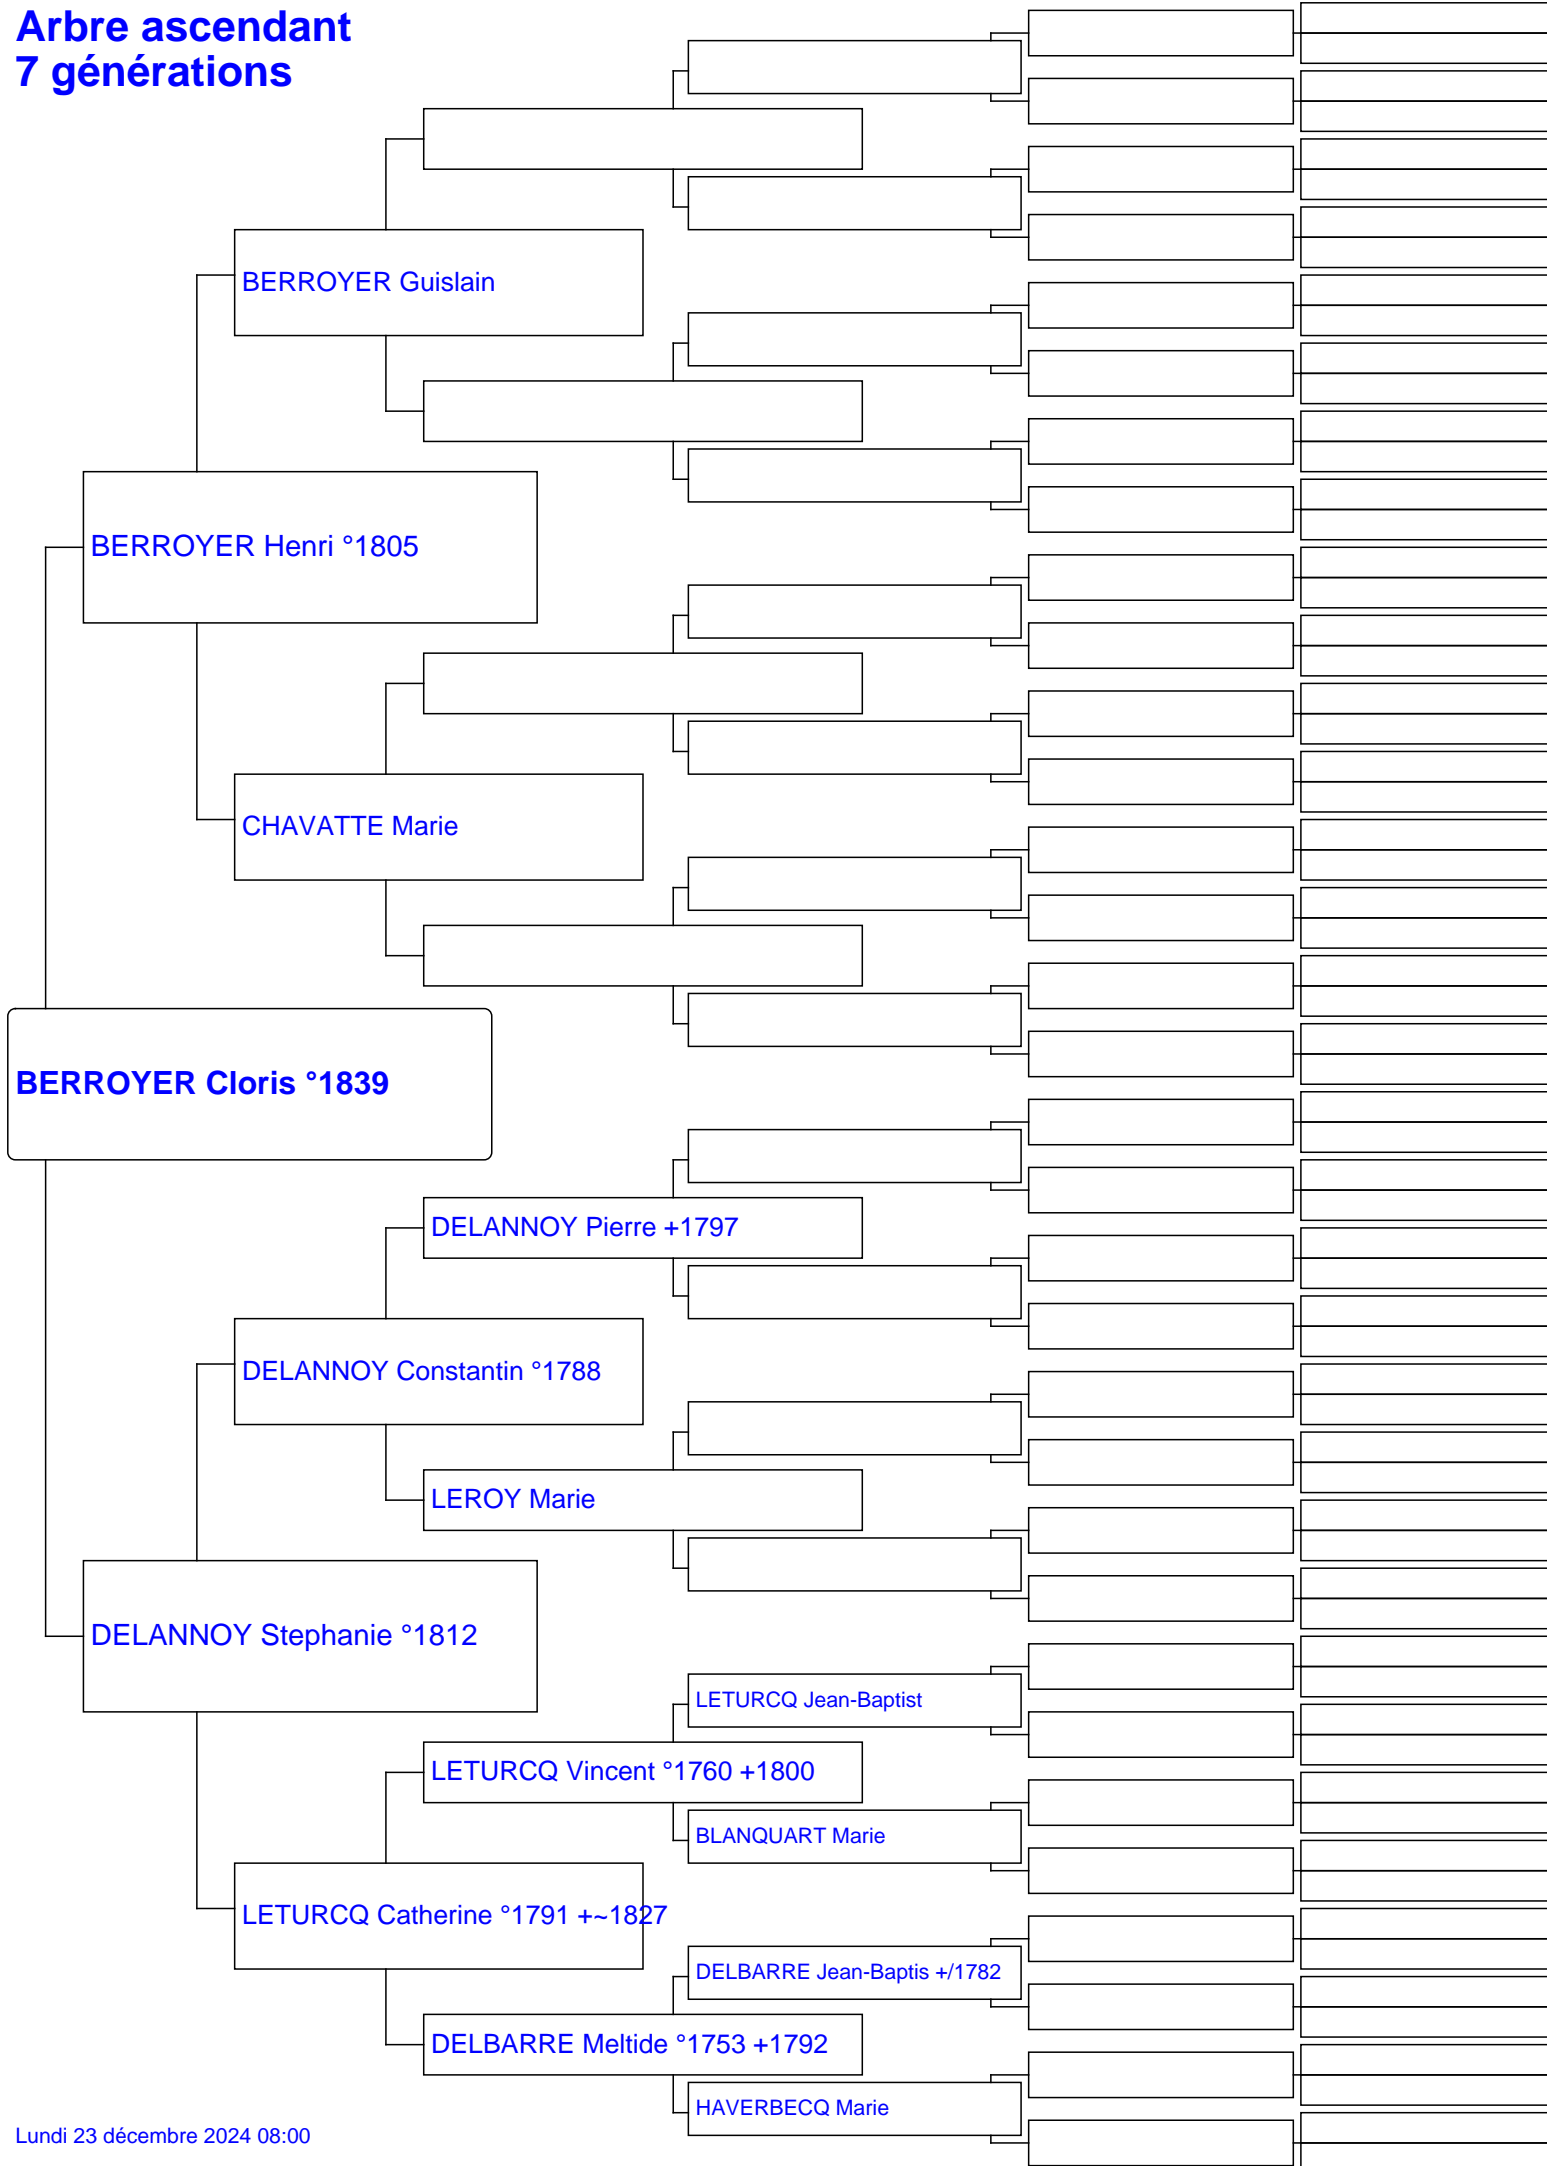 Arbre ascendant
7 générations
BERROYER Guislain
BERROYER Henri °1805
CHAVATTE Marie
BERROYER Cloris °1839
DELANNOY Pierre +1797
DELANNOY Constantin °1788
LEROY Marie
DELANNOY Stephanie °1812
LETURCQ Jean-Baptist
LETURCQ Vincent °1760 +1800
BLANQUART Marie
LETURCQ Catherine °1791 +~1827
DELBARRE Jean-Baptis +/1782
DELBARRE Meltide °1753 +1792
HAVERBECQ Marie
Lundi 23 décembre 2024 08:00